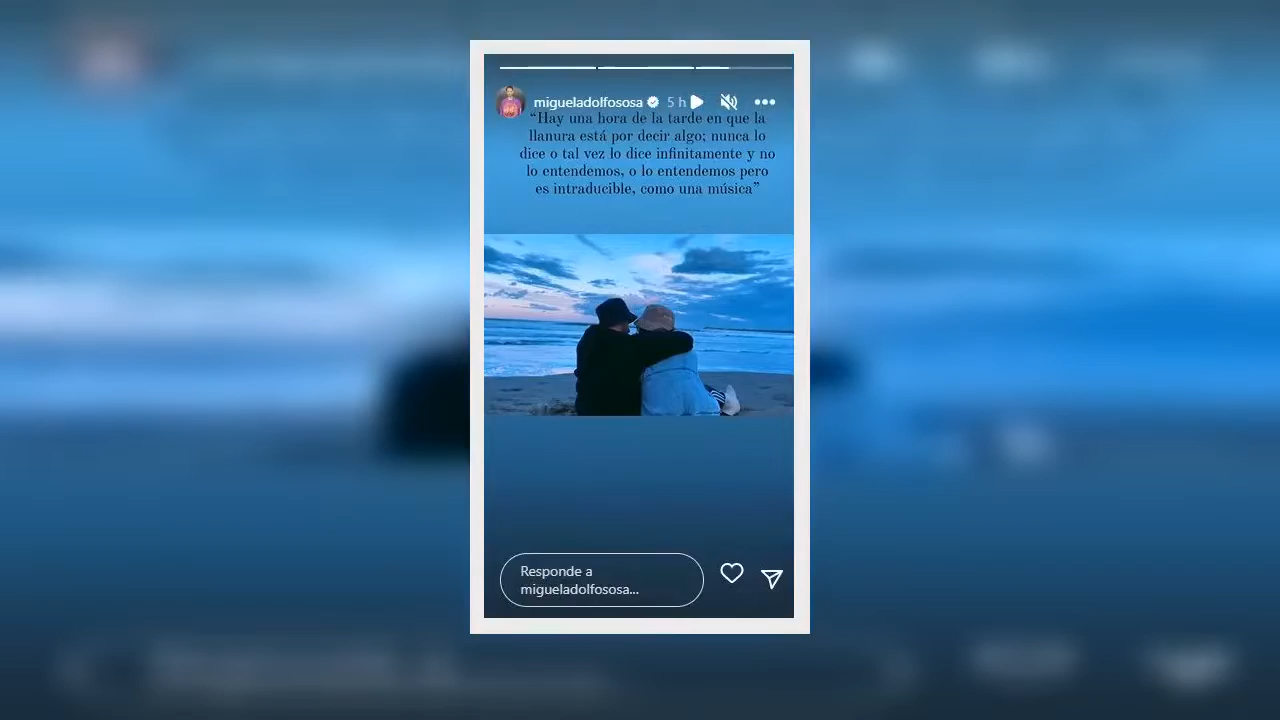 migueladolfososa 5 h
“Hay una hora de la tarde en que la
llanura está por decir algo; nunca lo
dice o tal vez lo dice infinitamente y no
lo entendemos, o lo entendemos pero
es intraducible, como una música”
Responde a
migueladolfososa...